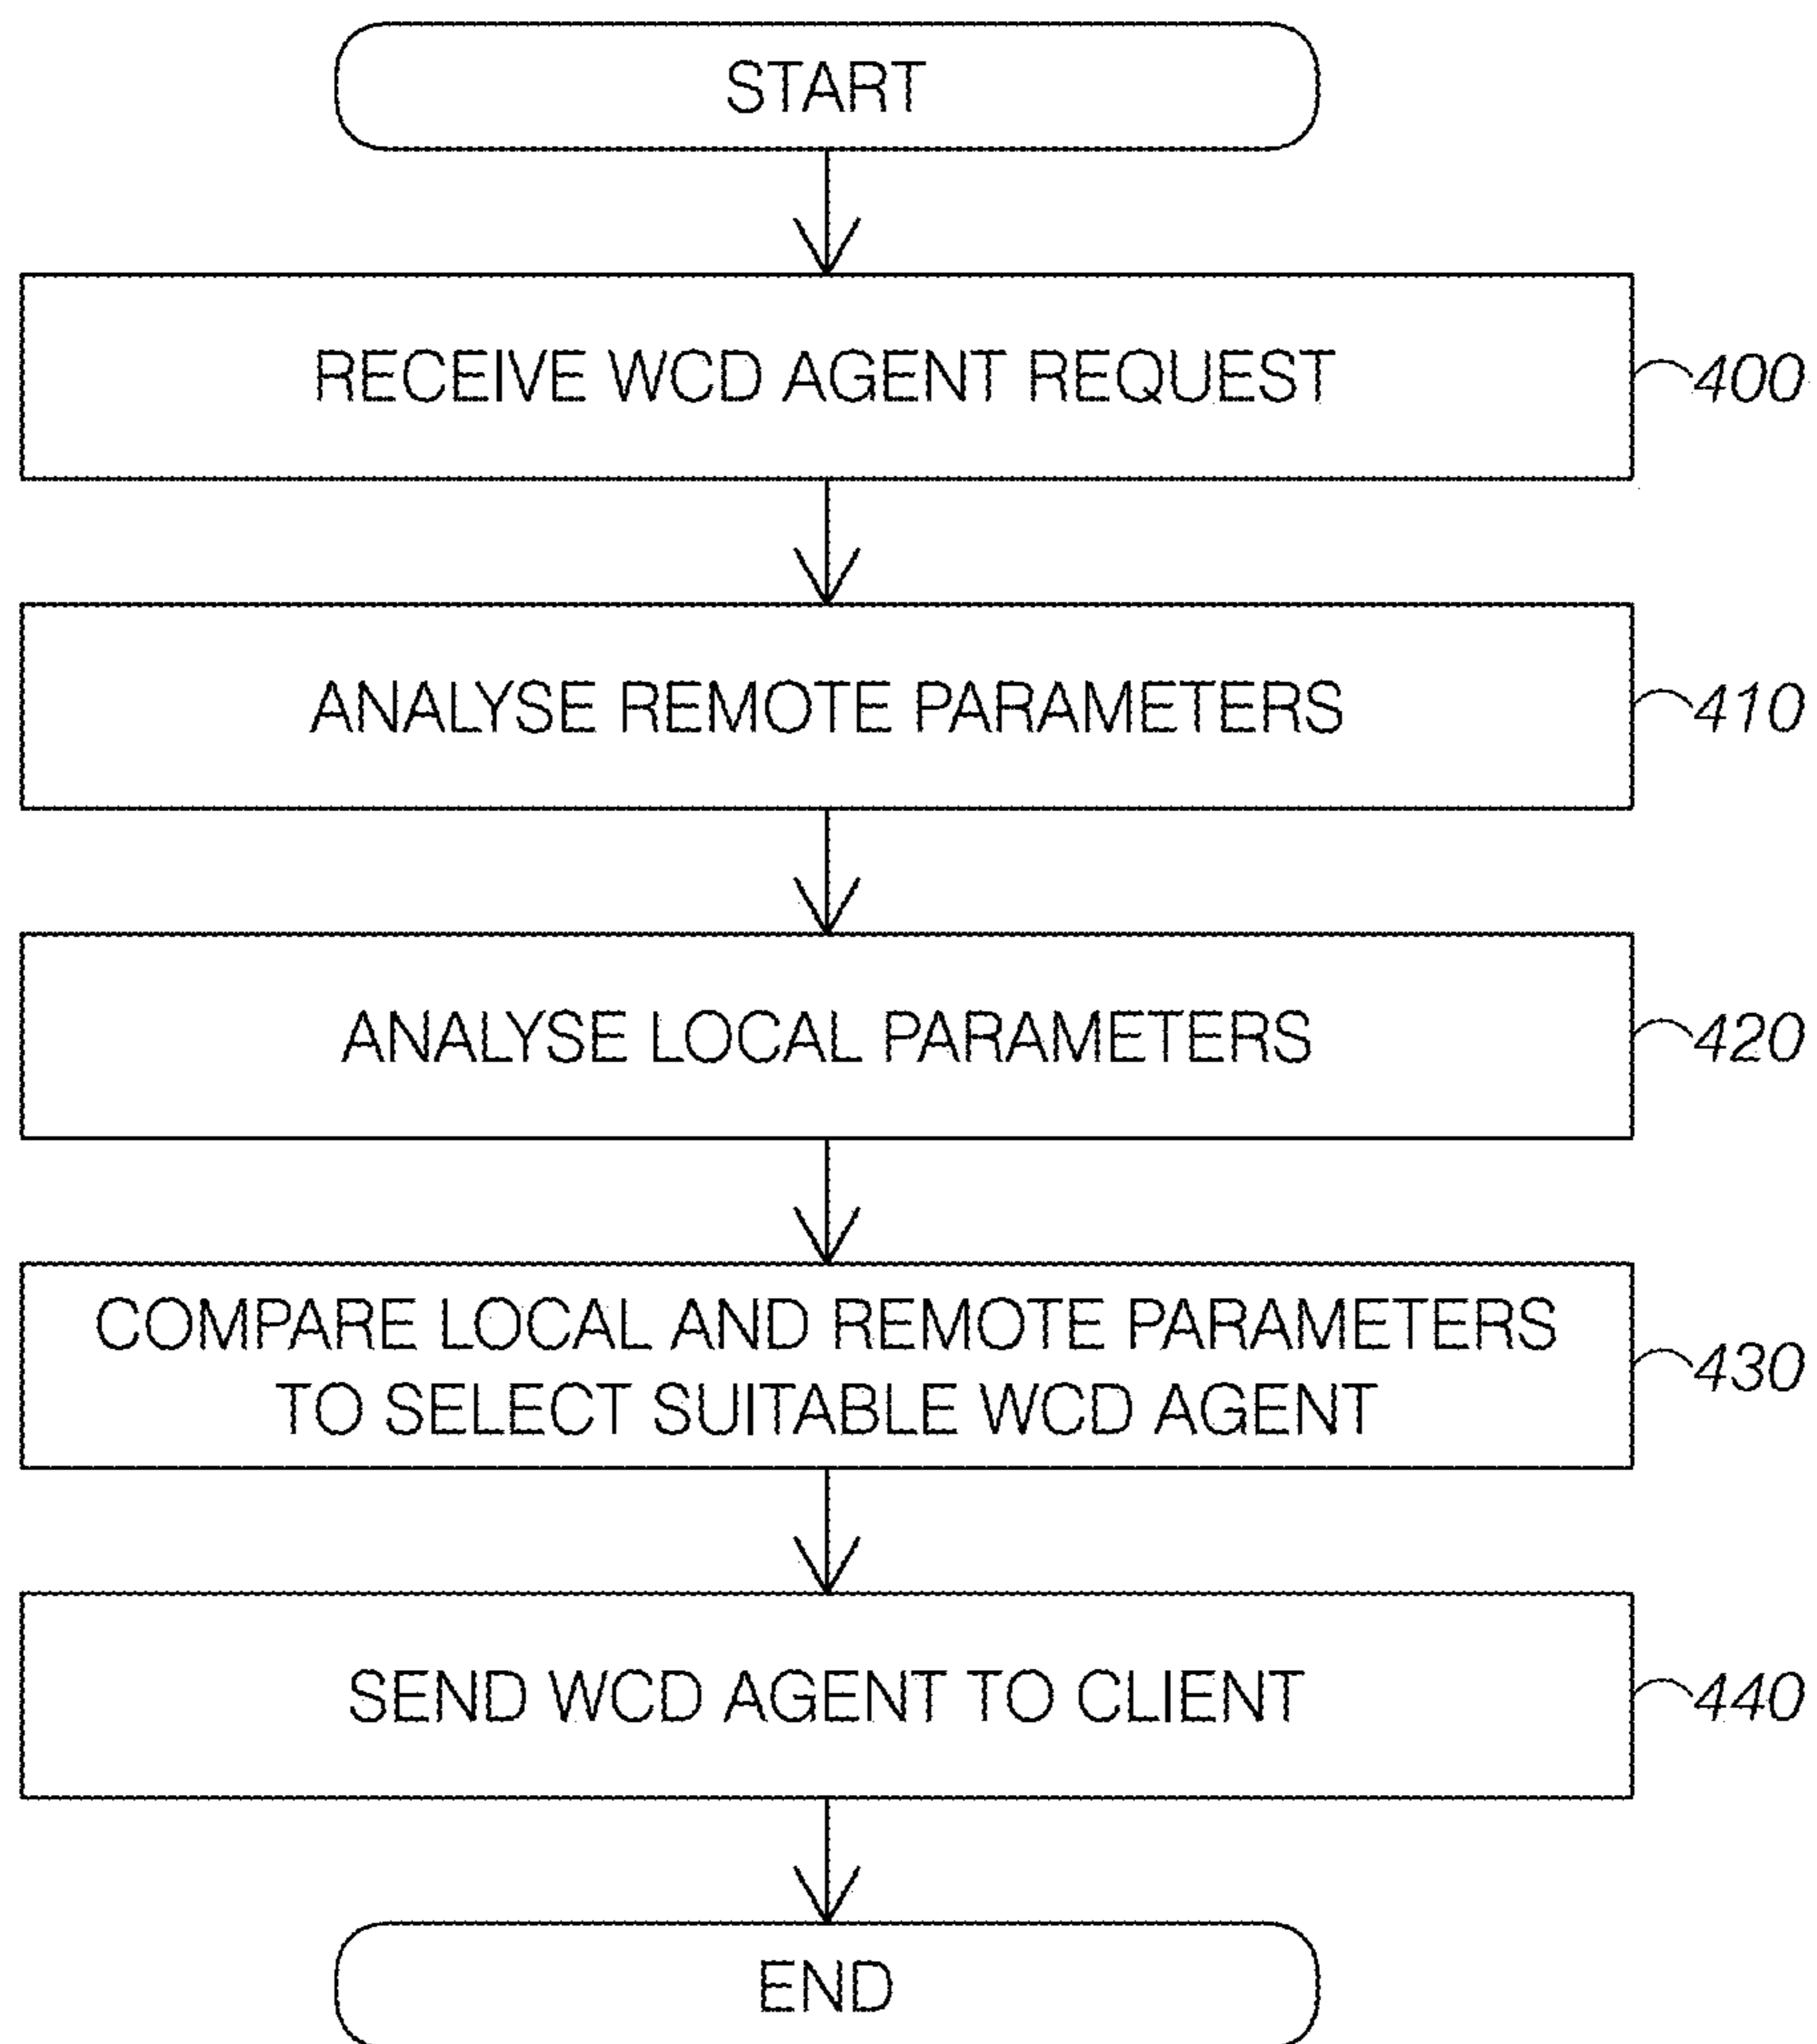 START
RECEIVE WCD AGENT REQUEST
400
ANALYSE REMOTE PARAMETERS
410
ANALYSE LOCAL PARAMETERS
420
COMPARE LOCAL AND REMOTE PARAMETERS
TO SELECT SUITABLE WCD AGENT
430
SEND WCD AGENT TO CLIENT
440
END